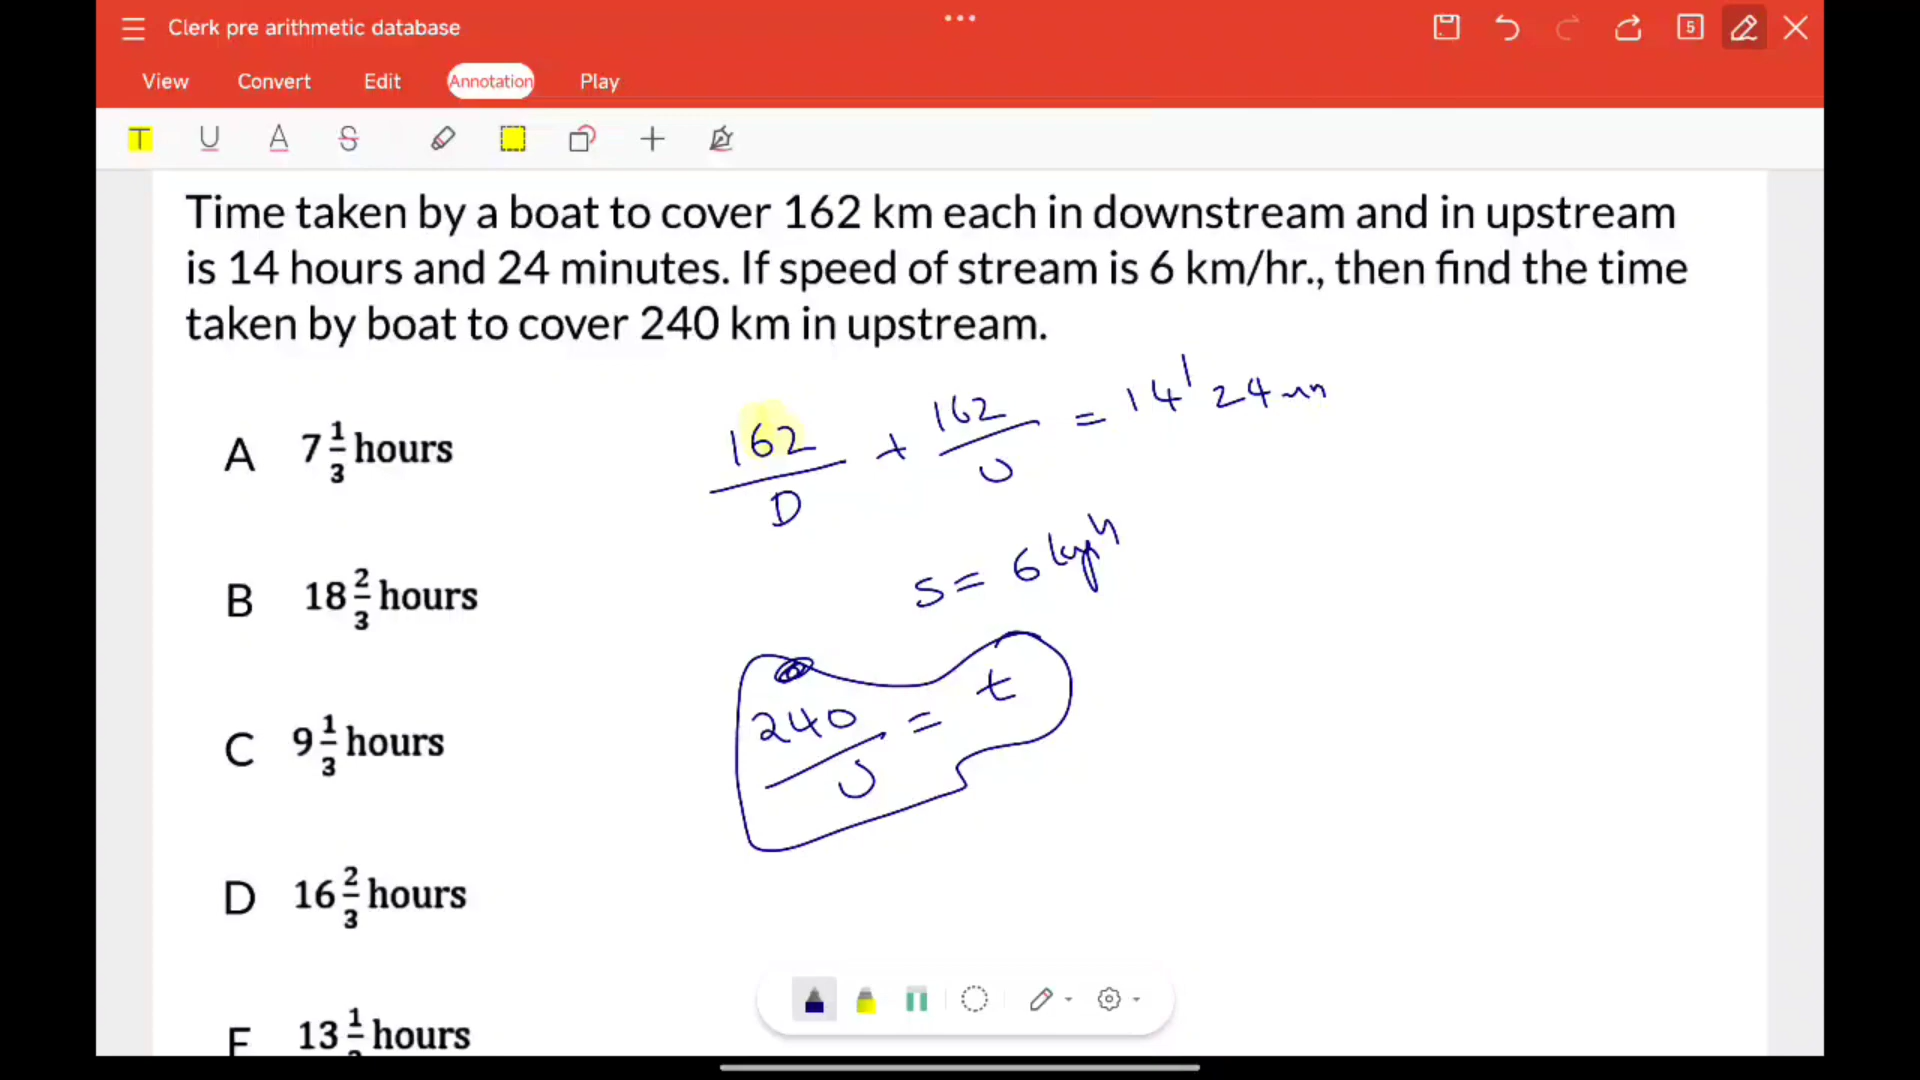 Clerk pre arithmetic database
5
View Convert Edit Annotation Play
T U A S
Time taken by a boat to cover 162 km each in downstream and in upstream
is 14 hours and 24 minutes. If speed of stream is 6 km/hr., then find the time
taken by boat to cover 240 km in upstream.
162/D + 162/U = 14' 24 mn
A 7 1/3 hours
S = 6 kmph
B 18 2/3 hours
240/U = t
C 9 1/3 hours
D 16 2/3 hours
13 1/ hours